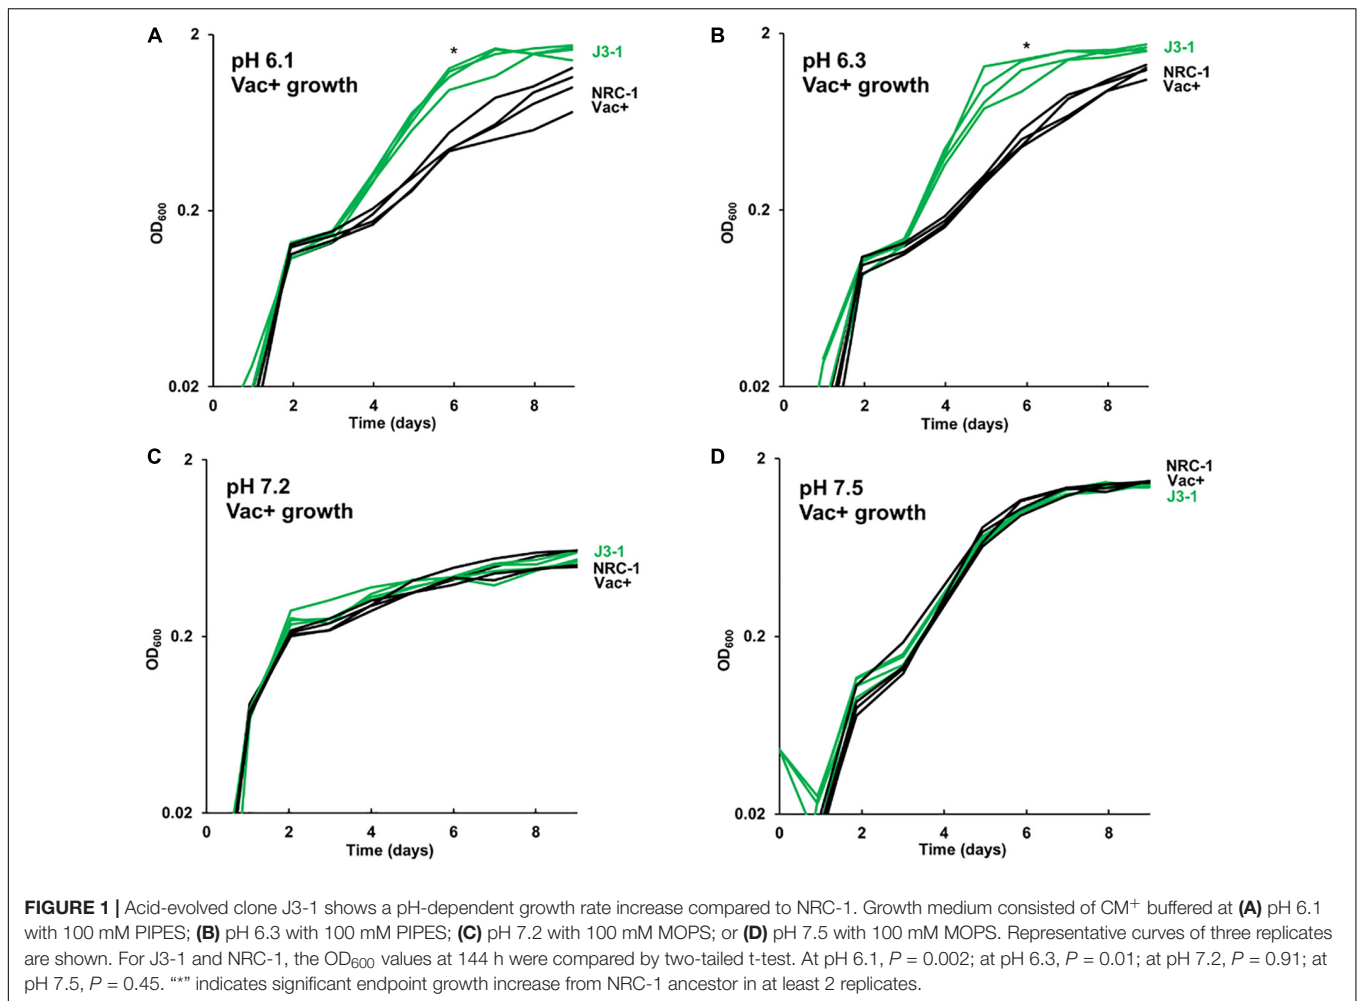 A
pH 6.1
Vac+ growth
*
J3-1
NRC-1
Vac+
2
0.2
0.02
OD600
0 2 4 6 8
Time (days)
B
pH 6.3
Vac+ growth
*
J3-1
NRC-1
Vac+
2
0.2
0.02
OD600
0 2 4 6 8
Time (days)
C
pH 7.2
Vac+ growth
J3-1
NRC-1
Vac+
2
0.2
0.02
OD600
0 2 4 6 8
Time (days)
D
pH 7.5
Vac+ growth
NRC-1
Vac+
J3-1
2
0.2
0.02
OD600
0 2 4 6 8
Time (days)
FIGURE 1 | Acid-evolved clone J3-1 shows a pH-dependent growth rate increase compared to NRC-1. Growth medium consisted of CM+ buffered at (A) pH 6.1
with 100 mM PIPES; (B) pH 6.3 with 100 mM PIPES; (C) pH 7.2 with 100 mM MOPS; or (D) pH 7.5 with 100 mM MOPS. Representative curves of three replicates
are shown. For J3-1 and NRC-1, the OD600 values at 144 h were compared by two-tailed t-test. At pH 6.1, P = 0.002; at pH 6.3, P = 0.01; at pH 7.2, P = 0.91; at
pH 7.5, P = 0.45. “*” indicates significant endpoint growth increase from NRC-1 ancestor in at least 2 replicates.